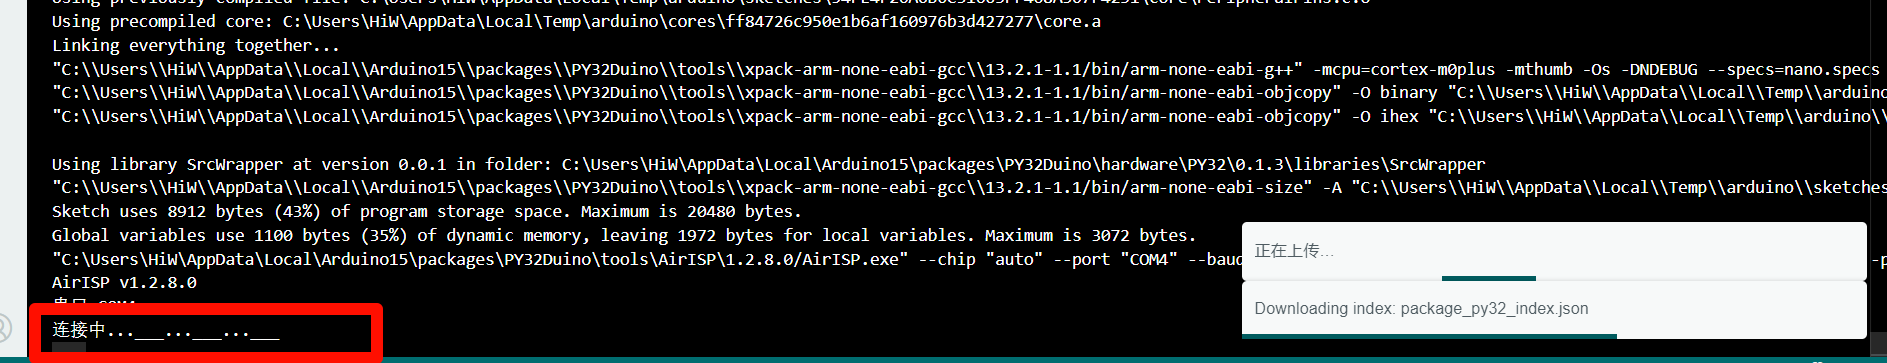 Using precompiled core: C:\Users\HiW\AppData\Local\Temp\arduino\cores\ff84726c950e1b6af160976b3d427277\core.a
Linking everything together...
"C:\\Users\\HiW\\AppData\\Local\\Arduino15\\packages\\PY32Duino\\tools\\xpack-arm-none-eabi-gcc\\13.2.1-1.1/bin/arm-none-eabi-g++" -mcpu=cortex-m0plus -mthumb -Os -DNDEBUG --specs=nano.specs
"C:\\Users\\HiW\\AppData\\Local\\Arduino15\\packages\\PY32Duino\\tools\\xpack-arm-none-eabi-gcc\\13.2.1-1.1/bin/arm-none-eabi-objcopy" -O binary "C:\\Users\\HiW\\AppData\\Local\\Temp\\arduino
"C:\\Users\\HiW\\AppData\\Local\\Arduino15\\packages\\PY32Duino\\tools\\xpack-arm-none-eabi-gcc\\13.2.1-1.1/bin/arm-none-eabi-objcopy" -O ihex "C:\\Users\\HiW\\AppData\\Local\\Temp\\arduino\\
Using library SrcWrapper at version 0.0.1 in folder: C:\Users\HiW\AppData\Local\Arduino15\packages\PY32Duino\hardware\PY32\0.1.3\libraries\SrcWrapper
"C:\\Users\\HiW\\AppData\\Local\\Arduino15\\packages\\PY32Duino\\tools\\xpack-arm-none-eabi-gcc\\13.2.1-1.1/bin/arm-none-eabi-size" -A "C:\\Users\\HiW\\AppData\\Local\\Temp\\arduino\\sketches
Sketch uses 8912 bytes (43%) of program storage space. Maximum is 20480 bytes.
Global variables use 1100 bytes (35%) of dynamic memory, leaving 1972 bytes for local variables. Maximum is 3072 bytes.
"C:\Users\HiW\AppData\Local\Arduino15\packages\PY32Duino\tools\AirISP\1.2.8.0/AirISP.exe" --chip "auto" --port "COM4" --baud
AirISP v1.2.8.0
串口 COM4
连接中...___...___...___
正在上传...
Downloading index: package_py32_index.json